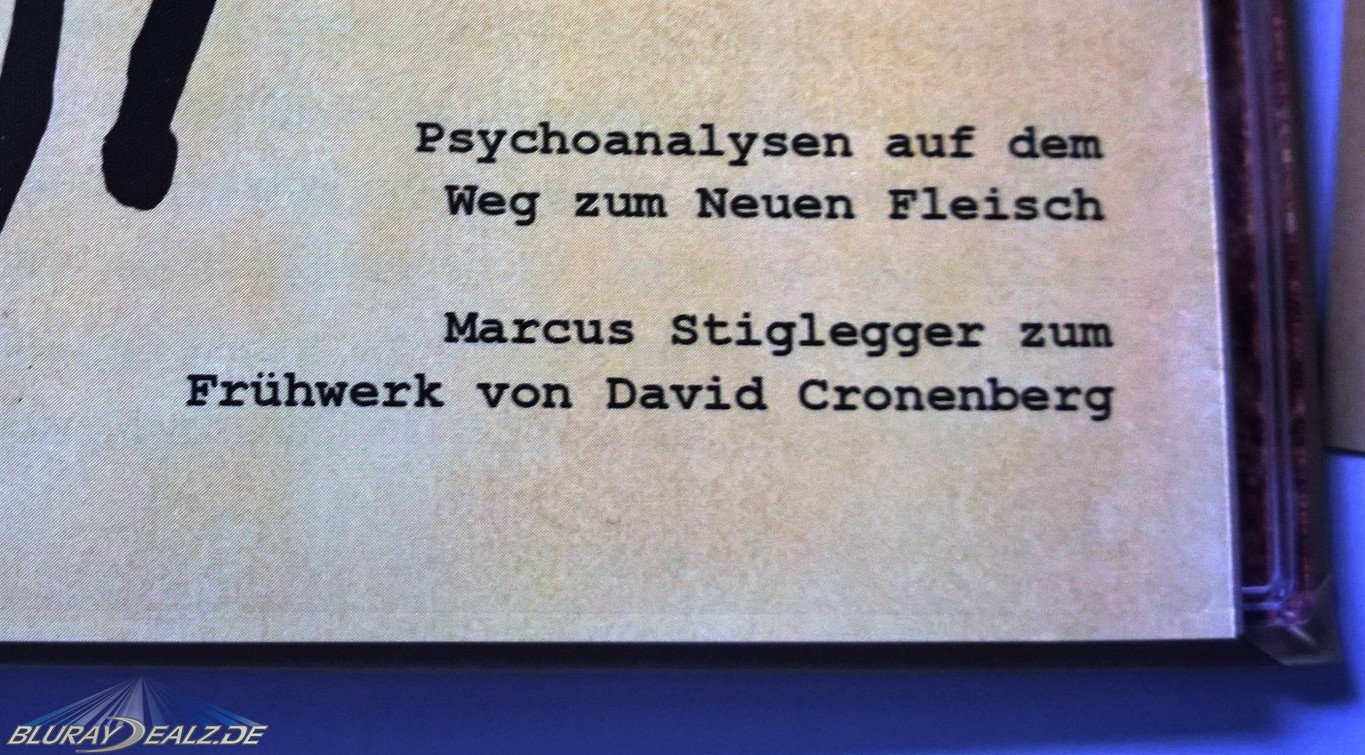 Psychoanalysen auf dem
Weg zum Neuen Fleisch
Marcus Stiglegger zum
Frühwerk von David Cronenberg
BLURAYDEALZ.DE